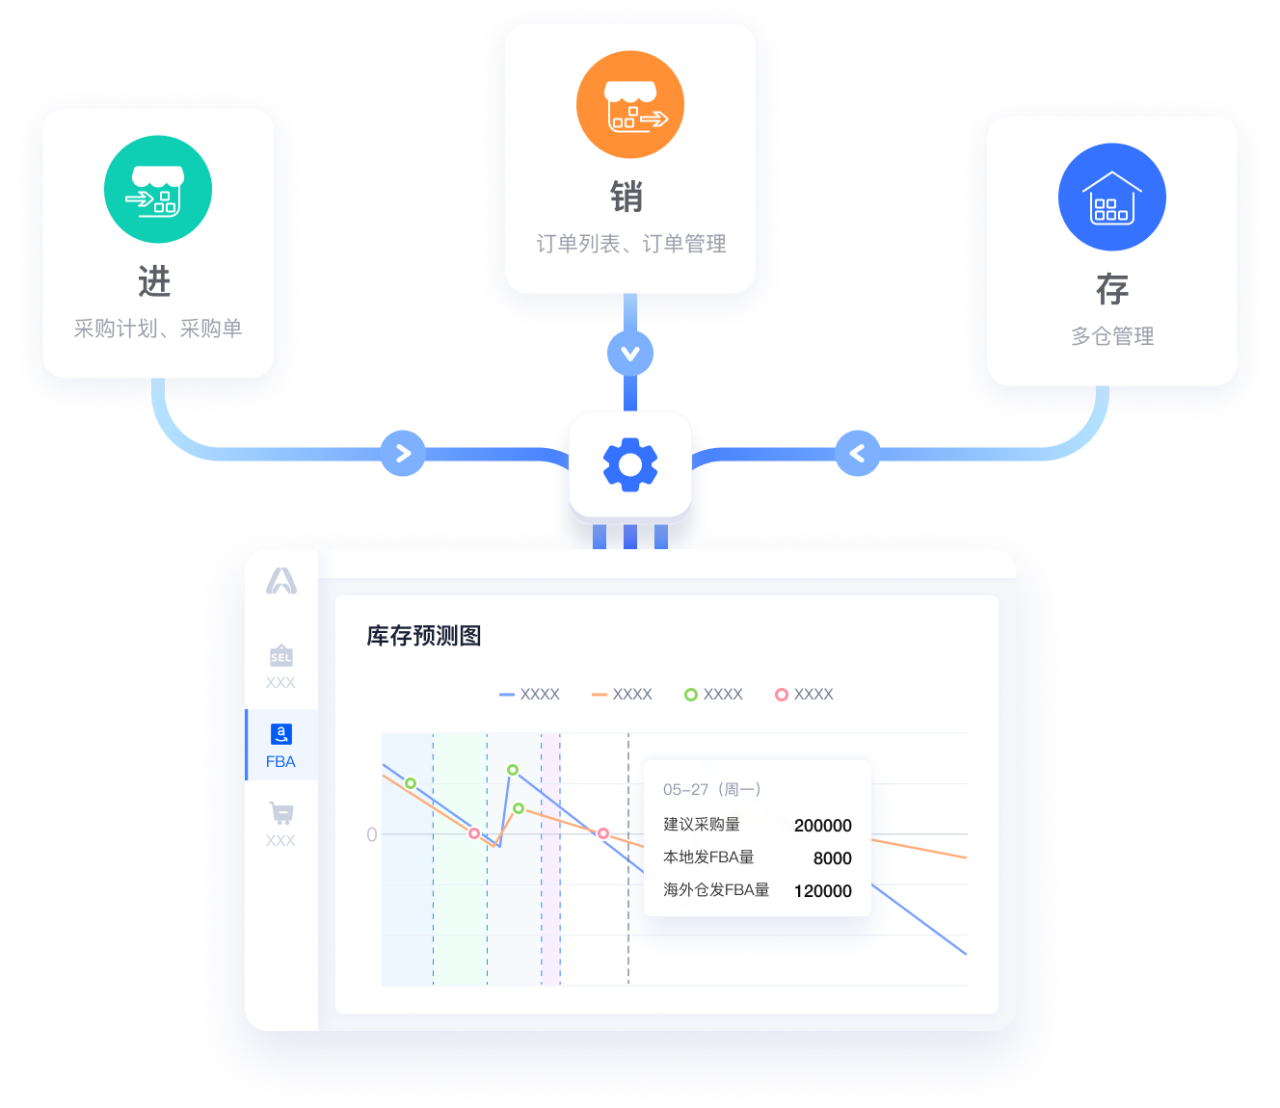 销
订单列表、订单管理
进
采购计划、采购单
存
多仓管理
SEL
XXX
a
FBA
XXX
库存预测图
XXXX XXXX XXXX XXXX
0
05-27（周一）
建议采购量 200000
本地发FBA量 8000
海外仓发FBA量 120000